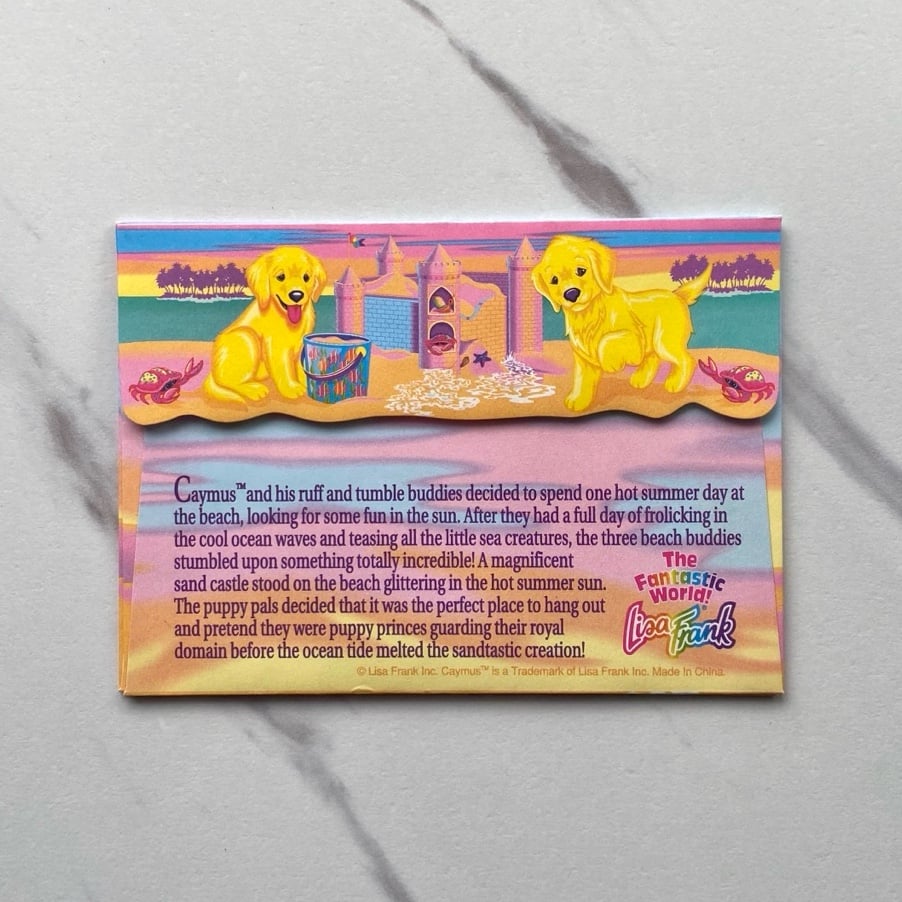 Caymus™ and his ruff and tumble buddies decided to spend one hot summer day at
the beach, looking for some fun in the sun. After they had a full day of frolicking in
the cool ocean waves and teasing all the little sea creatures, the three beach buddies
stumbled upon something totally incredible! A magnificent
sand castle stood on the beach glittering in the hot summer sun.
The puppy pals decided that it was the perfect place to hang out
and pretend they were puppy princes guarding their royal
domain before the ocean tide melted the sandtastic creation!
The
Fantastic
World!
Lisa Frank®
© Lisa Frank Inc. Caymus™ is a Trademark of Lisa Frank Inc. Made In China.